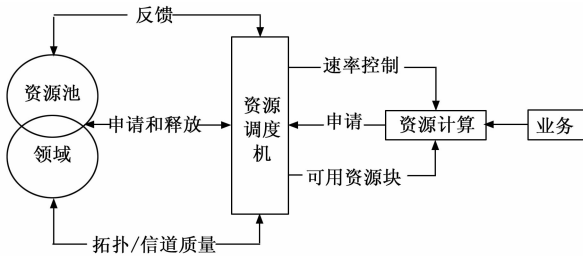 反馈
资源池
领域
申请和释放
资源
调度
机
速率控制
申请
可用资源块
资源计算
业务
拓扑/信道质量